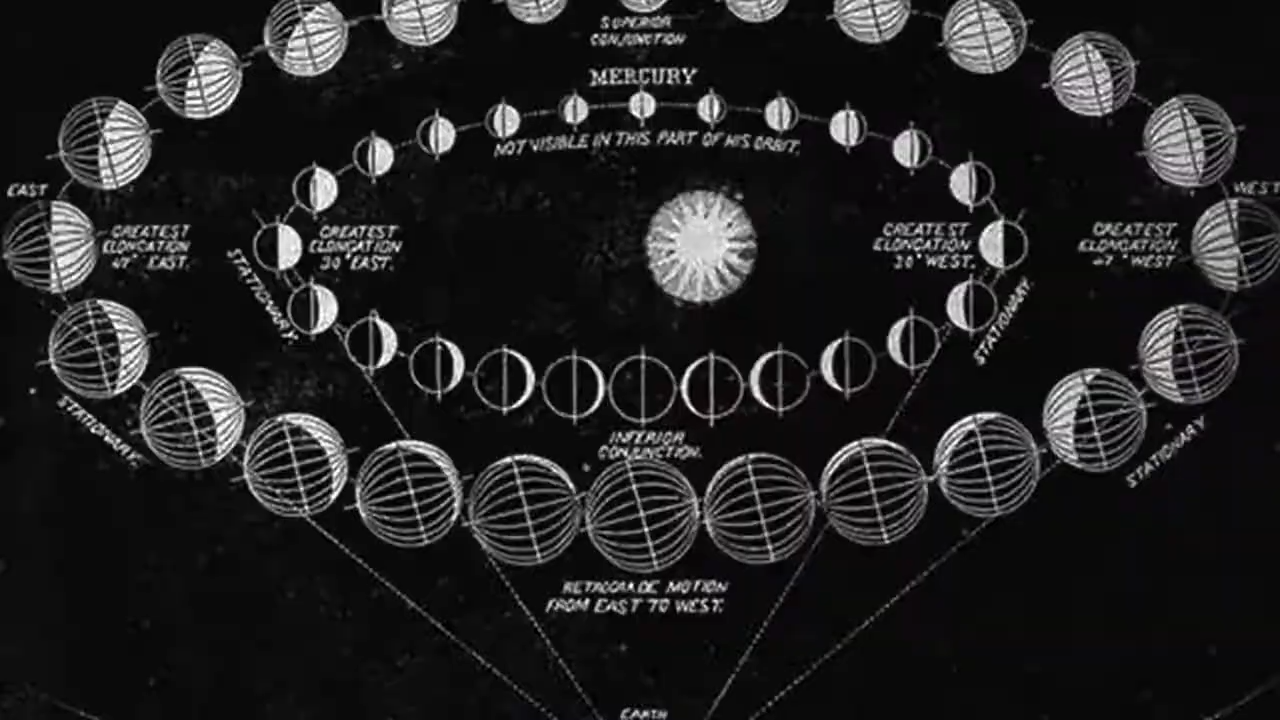 SUPERIOR
CONJUNCTION
MERCURY
NOT VISIBLE IN THIS PART OF HIS ORBIT.
EAST
WEST
GREATEST
ELONGATION
47° EAST.
GREATEST
ELONGATION
30° EAST.
GREATEST
ELONGATION
30° WEST.
GREATEST
ELONGATION
47° WEST
STATIONARY.
STATIONARY.
STATIONARY.
STATIONARY
INFERIOR
CONJUNCTION.
RETROGRADE MOTION
FROM EAST TO WEST.
EARTH